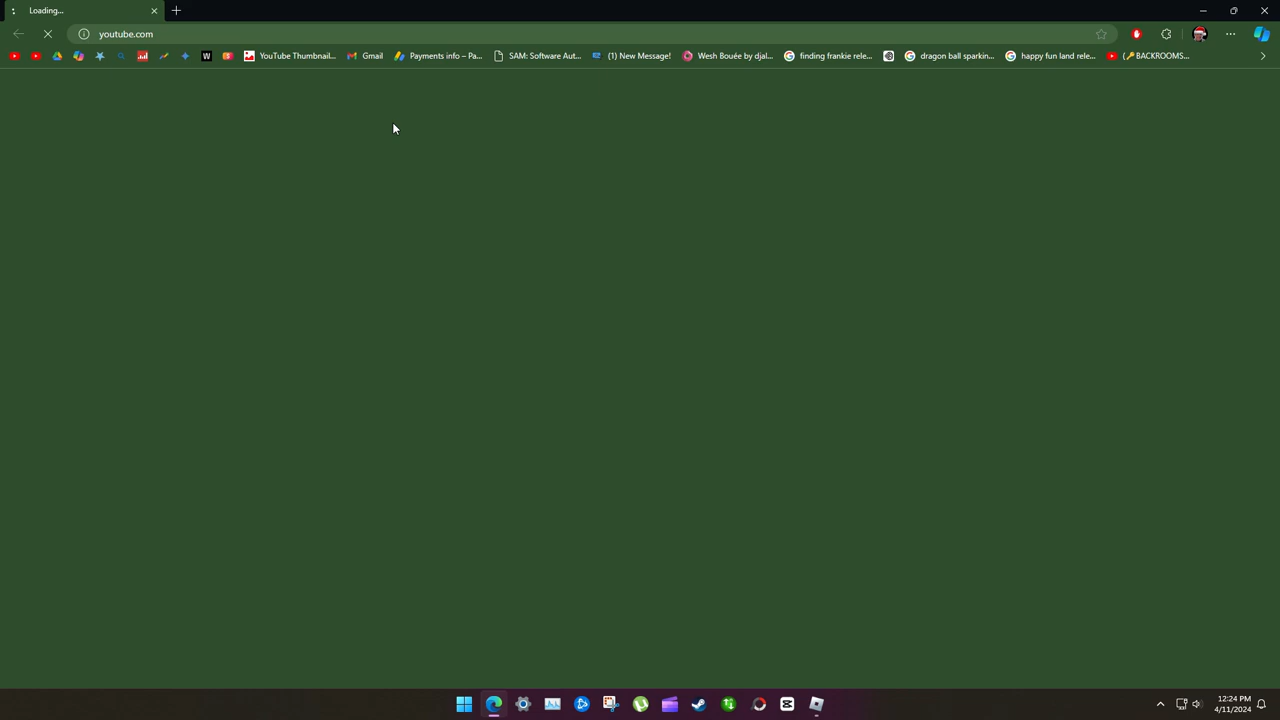 Loading...
youtube.com
W YouTube Thumbnail... Gmail Payments info – Pa... SAM: Software Aut... (1) New Message! Wesh Bouée by djal... finding frankie rele... dragon ball sparkin... happy fun land rele... (🔑BACKROOMS...
12:24 PM
4/11/2024